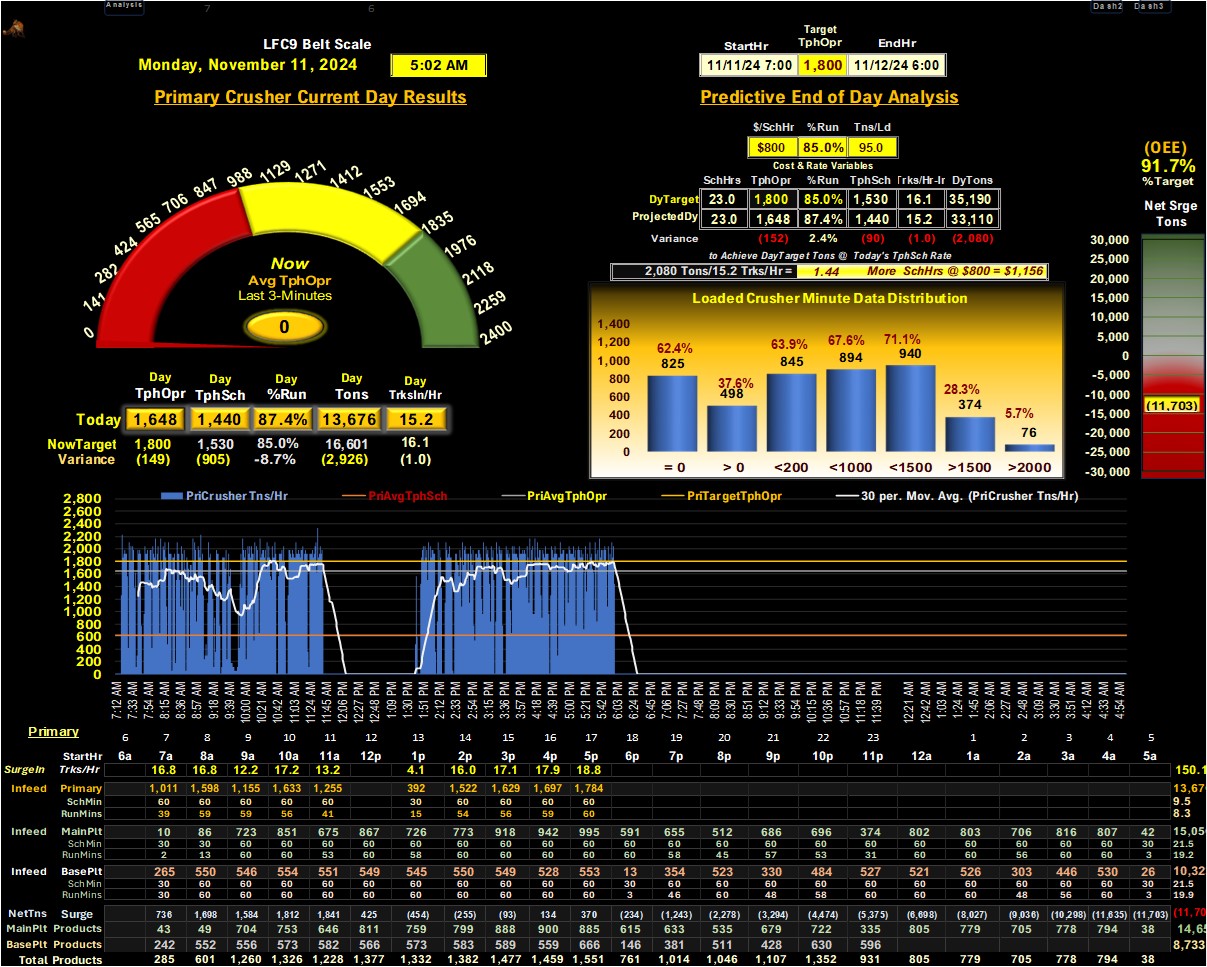 Analysis 7 6 Dash2 Dash3
LFC9 Belt Scale
Monday, November 11, 2024 5:02 AM
Primary Crusher Current Day Results
Target
StartHr TphOpr EndHr
11/11/24 7:00 1,800 11/12/24 6:00
Predictive End of Day Analysis
$/SchHr %Run Tns/Ld
$800 85.0% 95.0
Cost & Rate Variables
SchHrs TphOpr %Run TphSch Trks/Hr-Ir DyTons
DyTarget 23.0 1,800 85.0% 1,530 16.1 35,190
ProjectedDy 23.0 1,648 87.4% 1,440 15.2 33,110
Variance (152) 2.4% (90) (1.0) (2,080)
to Achieve DayTarget Tons @ Today's TphSch Rate
2,080 Tons/15.2 Trks/Hr = 1.44 More SchHrs @ $800 = $1,156
(OEE)
91.7%
%Target
Net Srge
Tons
30,000
25,000
20,000
15,000
10,000
5,000
0
-5,000
-10,000
(11,703)
-15,000
-20,000
-25,000
-30,000
0
141
282
424
565
706
847
988
1129
1271
1412
1553
1694
1835
1976
2118
2259
2400
Now
Avg TphOpr
Last 3-Minutes
0
Day Day Day Day Day
TphOpr TphSch %Run Tons TrksIn/Hr
Today 1,648 1,440 87.4% 13,676 15.2
NowTarget 1,800 1,530 85.0% 16,601 16.1
Variance (149) (905) -8.7% (2,926) (1.0)
Loaded Crusher Minute Data Distribution
1,400
1,200
1,000
800
600
400
200
0
62.4% 37.6% 63.9% 67.6% 71.1% 28.3% 5.7%
825 498 845 894 940 374 76
= 0 > 0 <200 <1000 <1500 >1500 >2000
PriCrusher Tns/Hr PriAvgTphSch PriAvgTphOpr PriTargetTphOpr 30 per. Mov. Avg. (PriCrusher Tns/Hr)
2,800
2,600
2,400
2,200
2,000
1,800
1,600
1,400
1,200
1,000
800
600
400
200
0
7:12 AM 7:33 AM 7:54 AM 8:15 AM 8:36 AM 8:57 AM 9:18 AM 9:39 AM 10:00 AM 10:21 AM 10:42 AM 11:03 AM 11:24 AM 11:45 AM 12:06 PM 12:27 PM 12:48 PM 1:09 PM 1:30 PM 1:51 PM 2:12 PM 2:33 PM 2:54 PM 3:15 PM 3:36 PM 3:57 PM 4:18 PM 4:39 PM 5:00 PM 5:21 PM 5:42 PM 6:03 PM 6:24 PM 6:45 PM 7:06 PM 7:27 PM 7:48 PM 8:09 PM 8:30 PM 8:51 PM 9:12 PM 9:33 PM 9:54 PM 10:15 PM 10:36 PM 10:57 PM 11:18 PM 11:39 PM 12:21 AM 12:42 AM 1:03 AM 1:24 AM 1:45 AM 2:06 AM 2:27 AM 2:48 AM 3:09 AM 3:30 AM 3:51 AM 4:12 AM 4:33 AM 4:54 AM
Primary 6 7 8 9 10 11 12 13 14 15 16 17 18 19 20 21 22 23 1 2 3 4 5
StartHr 6a 7a 8a 9a 10a 11a 12p 1p 2p 3p 4p 5p 6p 7p 8p 9p 10p 11p 12a 1a 2a 3a 4a 5a
SurgeIn Trks/Hr 16.8 16.8 12.2 17.2 13.2 4.1 16.0 17.1 17.9 18.8 150.1
Infeed Primary 1,011 1,598 1,155 1,633 1,255 392 1,522 1,629 1,697 1,784 13,67
SchMin 60 60 60 60 60 30 60 60 60 60 9.5
RunMins 39 59 59 56 41 15 54 56 59 60 8.3
Infeed MainPlt 10 86 723 851 675 867 726 773 918 942 995 591 655 512 686 696 374 802 803 706 816 807 42 15,05
SchMin 30 30 60 60 60 60 60 60 60 60 60 60 60 60 60 60 60 60 60 60 60 60 30 21.5
RunMins 2 13 60 60 53 60 58 60 60 60 60 60 58 45 57 53 31 60 60 56 60 60 3 19.2
Infeed BasePlt 265 550 546 554 551 549 545 550 549 528 553 13 354 523 330 484 527 521 526 303 446 530 26 10,32
SchMin 30 60 60 60 60 60 60 60 60 60 60 30 60 60 60 60 60 60 60 60 60 60 30 21.5
RunMins 30 60 60 60 60 60 60 60 60 60 60 3 46 60 48 58 60 60 60 48 56 60 3 19.9
NetTns Surge 736 1,698 1,584 1,812 1,841 425 (454) (255) (93) 134 370 (234) (1,243) (2,278) (3,294) (4,474) (5,375) (6,698) (8,027) (9,036) (10,298) (11,635) (11,703) (11,70
MainPlt Products 43 49 704 753 646 811 759 799 888 900 885 615 633 535 679 722 335 805 779 705 778 794 38 14,65
BasePlt Products 242 552 556 573 582 566 573 583 589 559 666 146 381 511 428 630 596 8,733
Total Products 285 601 1,260 1,326 1,228 1,377 1,332 1,382 1,477 1,459 1,551 761 1,014 1,046 1,107 1,352 931 805 779 705 778 794 38